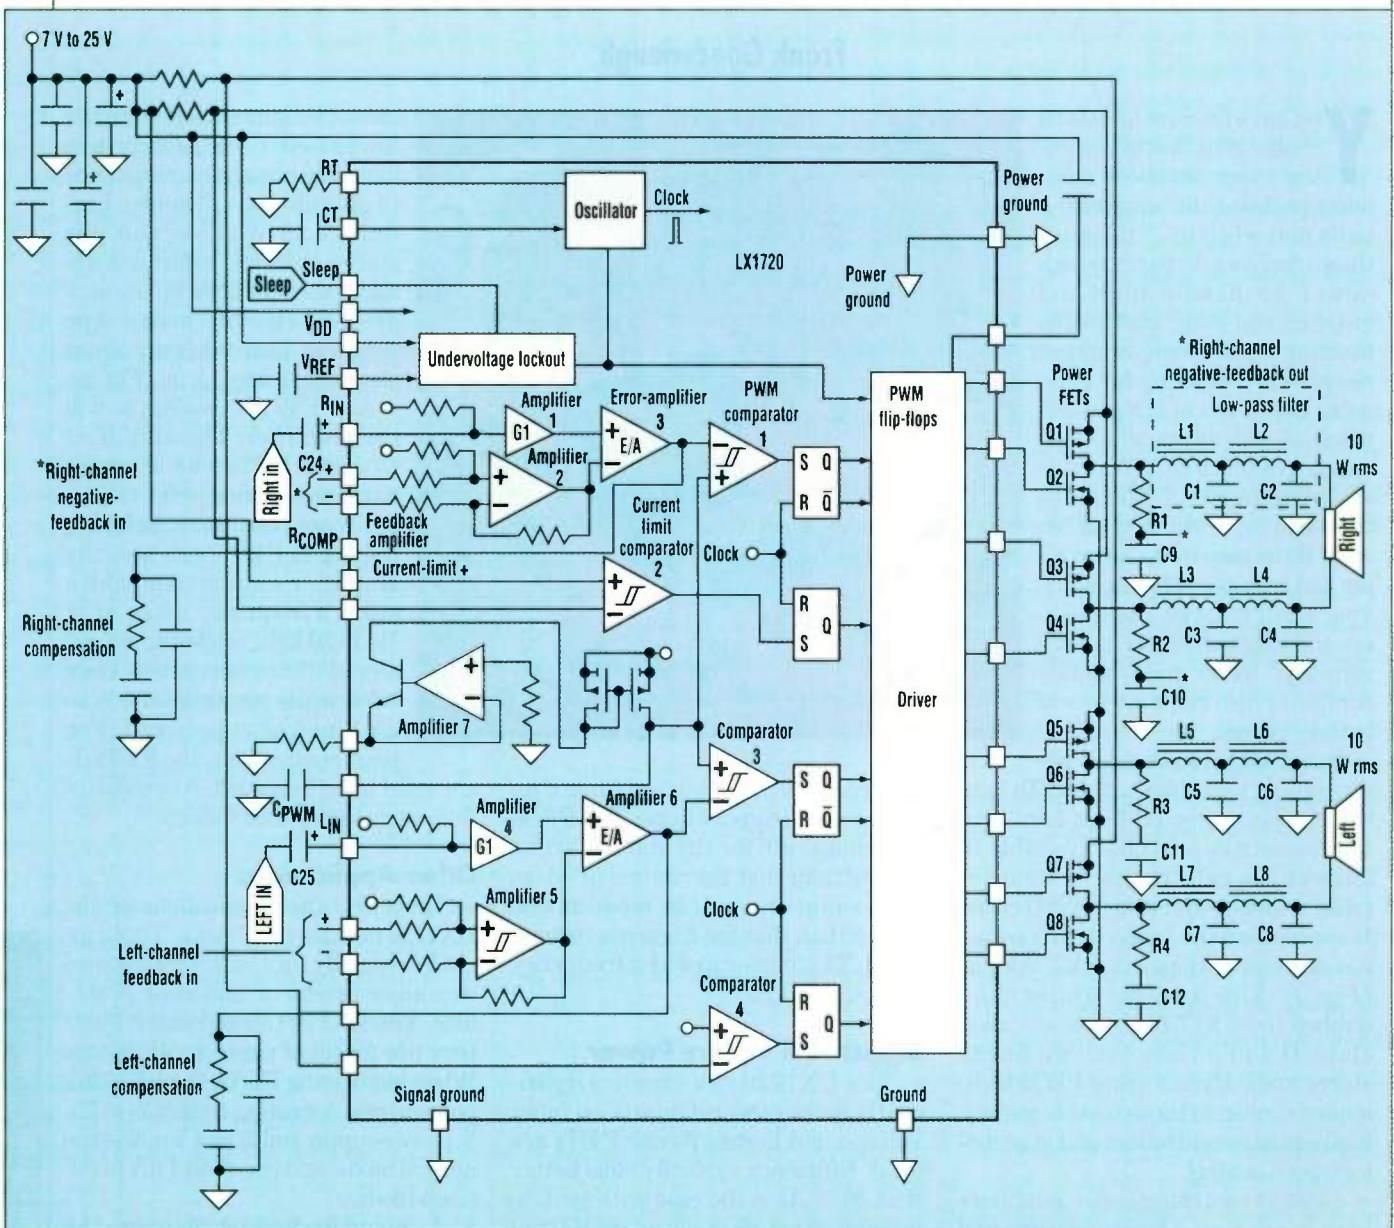 Frank Goodenough
7 V to 25 V
RT
CT
Oscillator
Clock
LX1720
Power
ground
Power
ground
Sleep
Sleep
VDD
Undervoltage lockout
VREF
RIN
Amplifier
1
G1
Error-amplifier
3
E/A
PWM
comparator
1
PWM
flip-flops
Power
FETs
*Right-channel
negative-feedback out
Low-pass filter
10
W rms
Right
*Right-channel
negative-feedback in
Right in
C24
+
*
–
RCOMP
Feedback
amplifier
Amplifier
2
+
–
Current
limit
comparator
2
Current-limit +
S Q
R Q̄
Clock
R
S
Q
Driver
Right-channel
compensation
Amplifier 7
Comparator
3
S Q
R Q̄
Q1
Q2
Q3
Q4
Q5
Q6
Q7
Q8
L1
L2
C1
C2
R1
*
C9
L3
L4
C3
C4
R2
*
C10
L5
L6
C5
C6
R3
C11
L7
L8
C7
C8
R4
C12
10
W rms
Left
CPWM
LIN
C25
LEFT IN
Amplifier
4
G1
Amplifier 6
E/A
Amplifier 5
Left-channel
feedback in
+
–
Clock
Comparator
4
R
S
Q
Left-channel
compensation
Signal ground
Ground